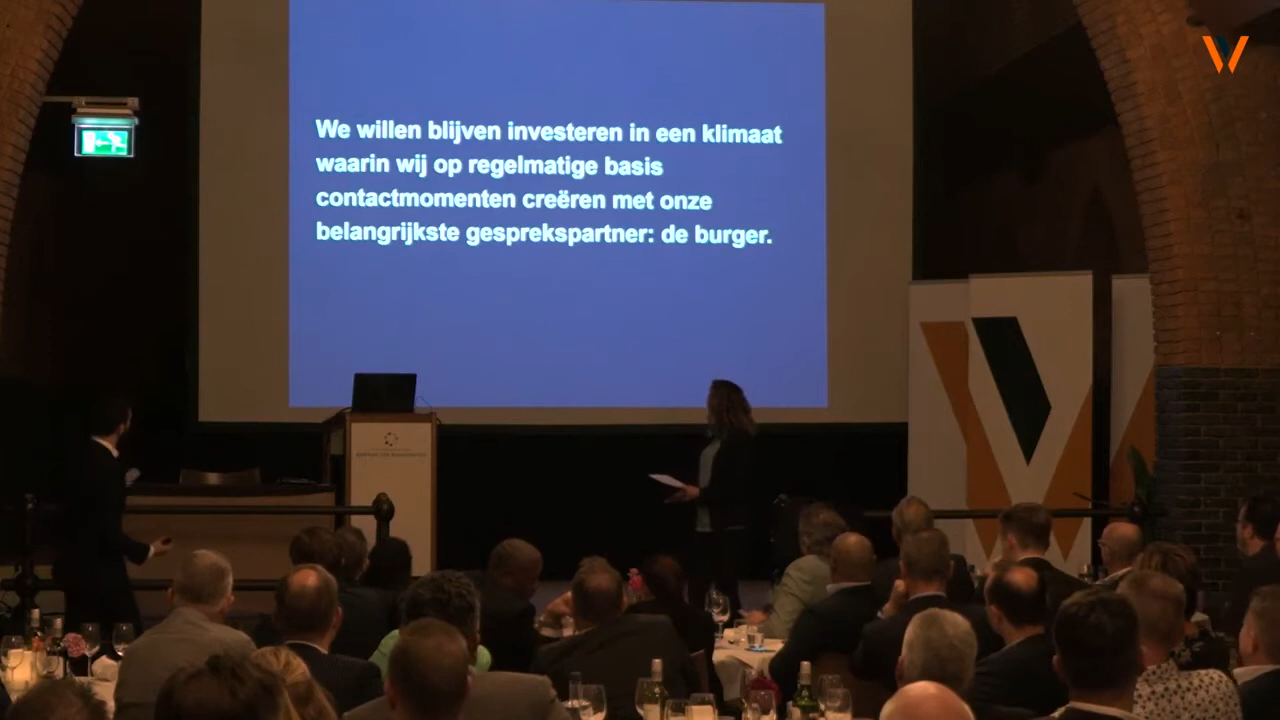 We willen blijven investeren in een klimaat
waarin wij op regelmatige basis
contactmomenten creëren met onze
belangrijkste gesprekspartner: de burger.